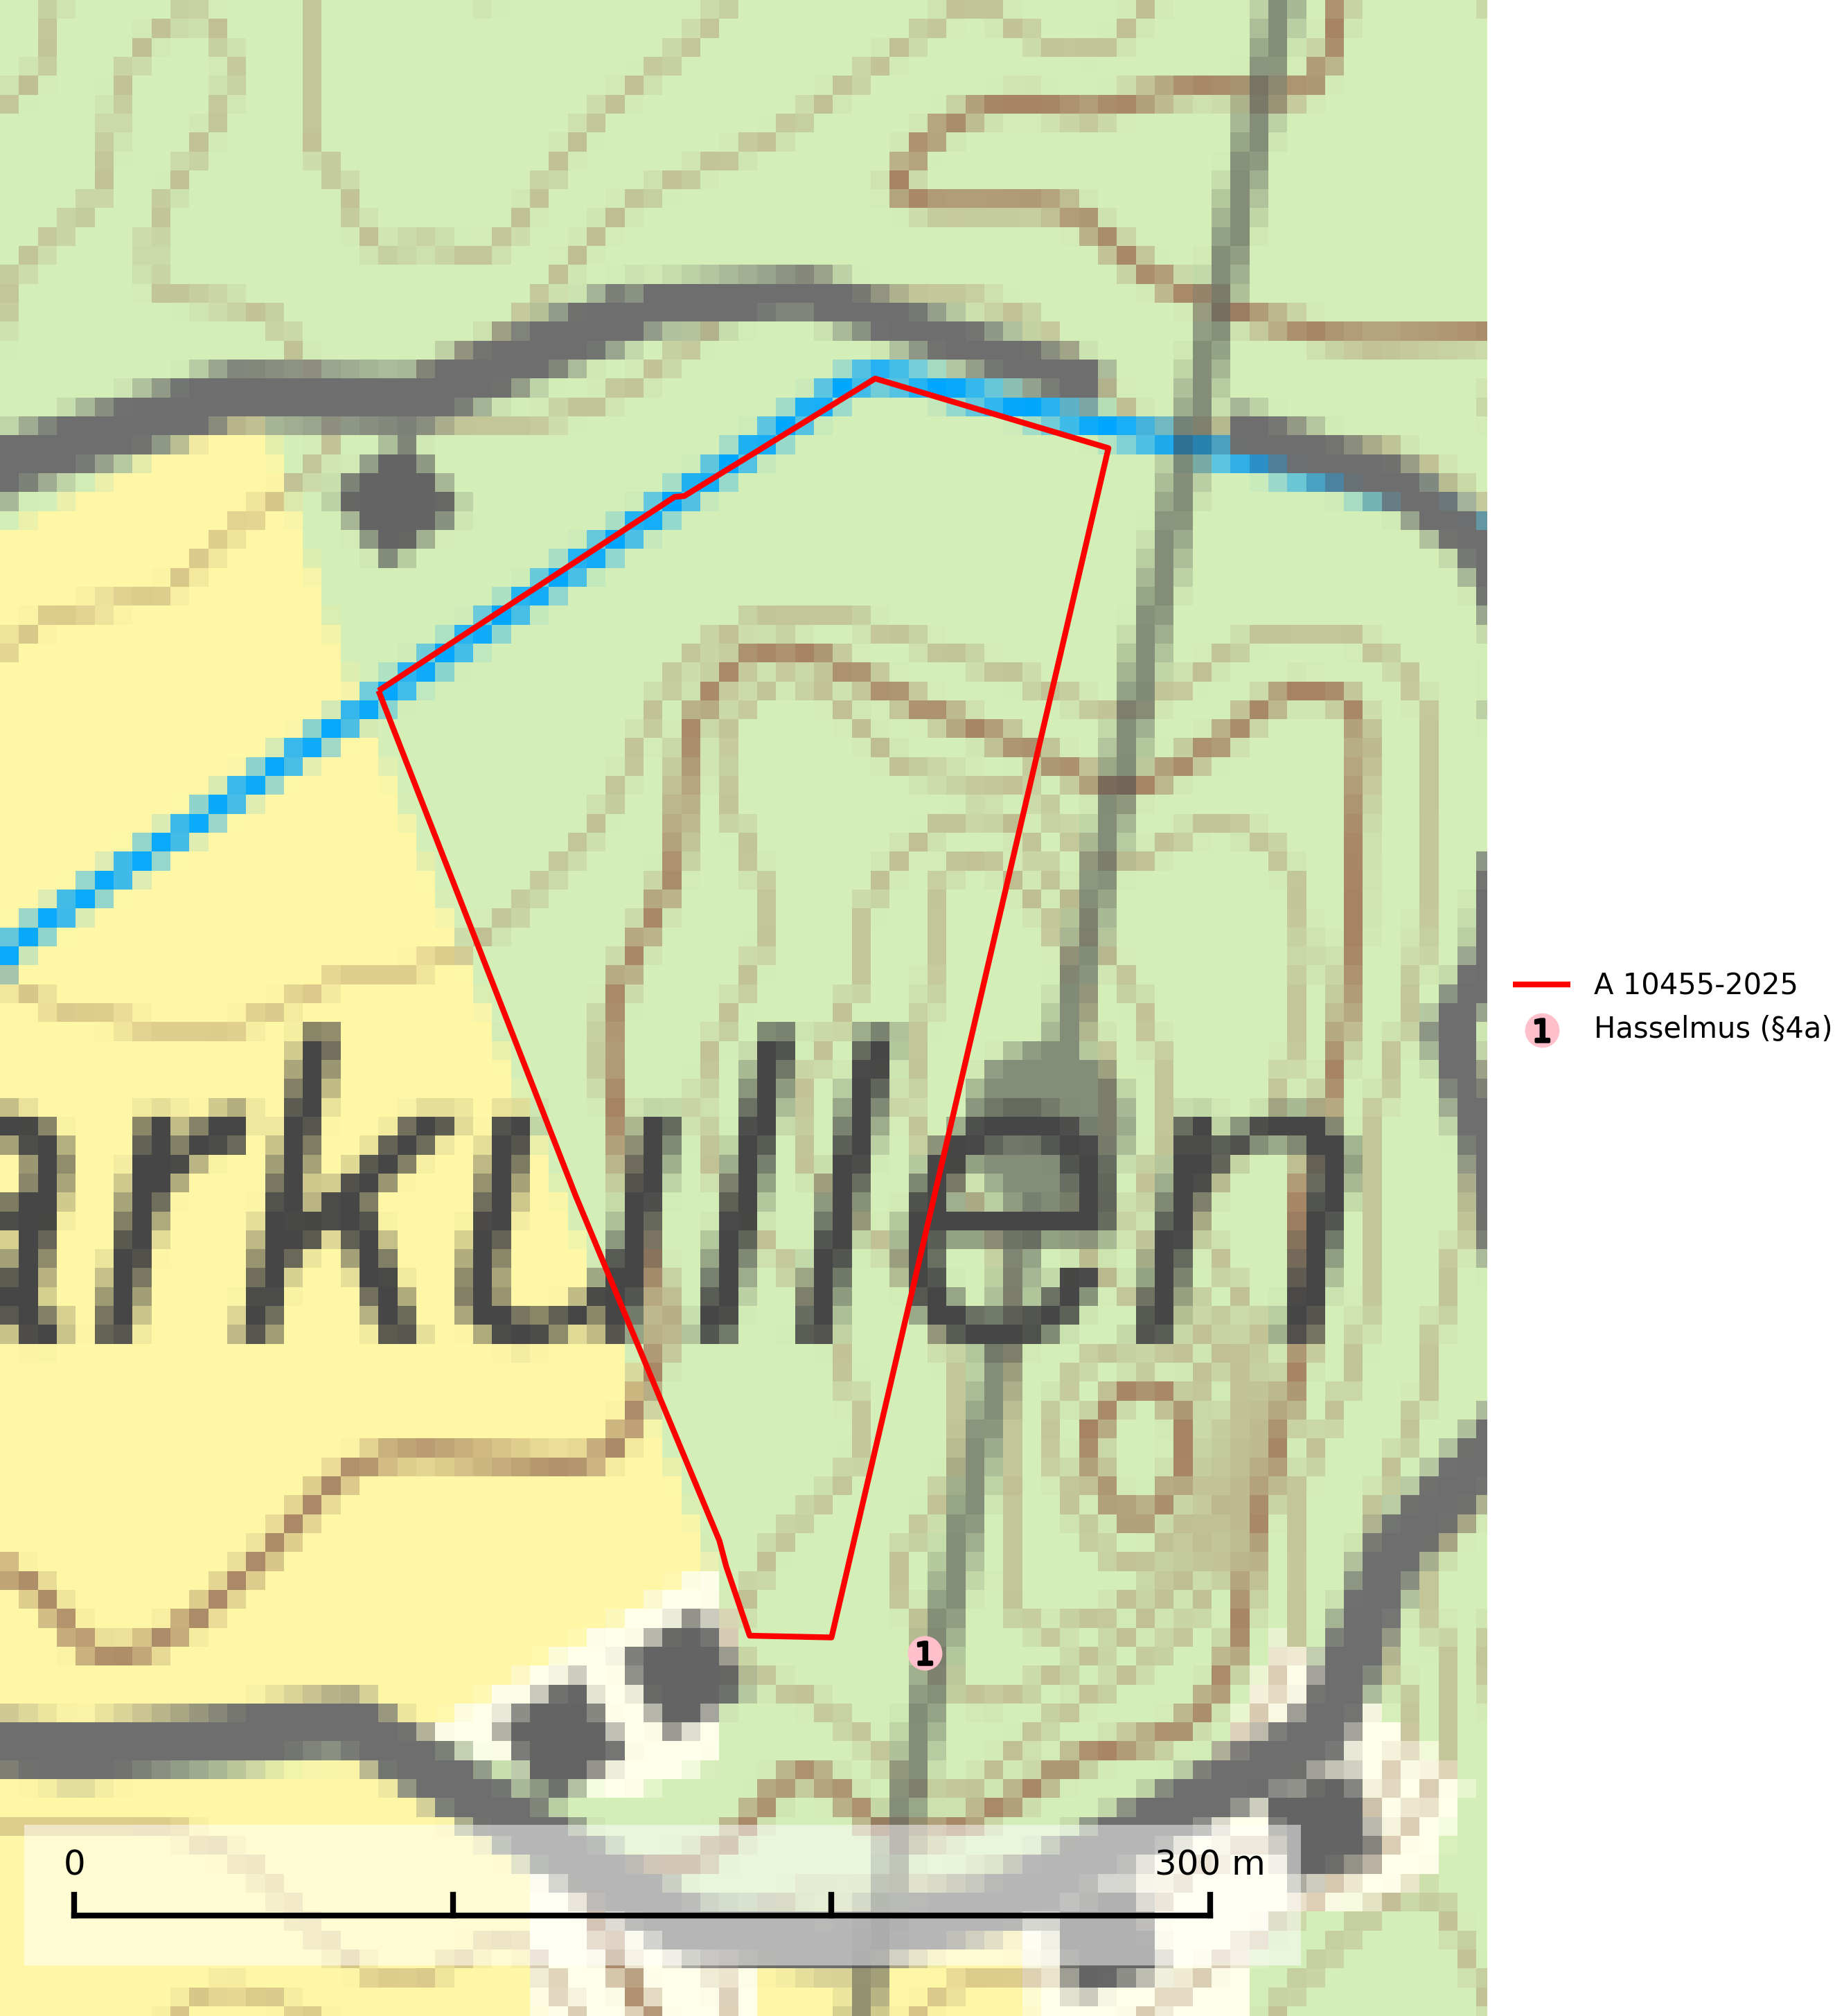 arkullen
1
0
300 m
A 10455-2025
1 Hasselmus (§4a)